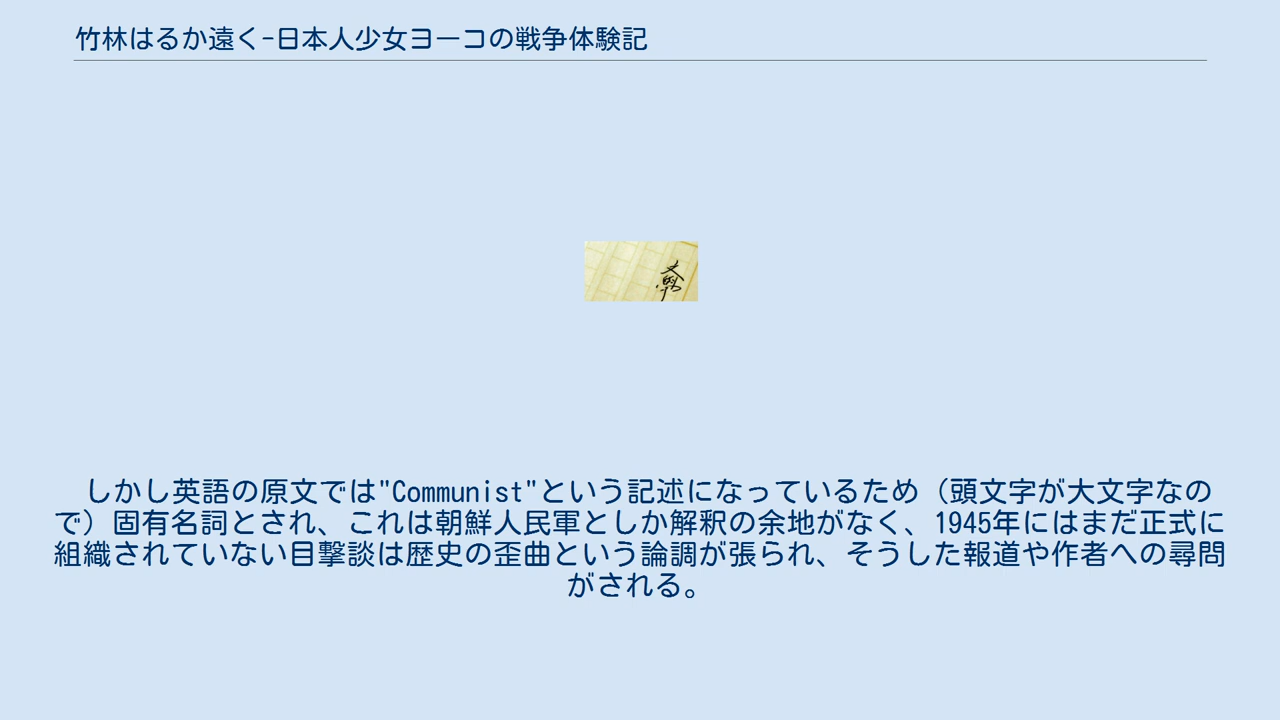 竹林はるか遠く-日本人少女ヨーコの戦争体験記
しかし英語の原文では"Communist"という記述になっているため（頭文字が大文字なの
で）固有名詞とされ、これは朝鮮人民軍としか解釈の余地がなく、1945年にはまだ正式に
組織されていない目撃談は歴史の歪曲という論調が張られ、そうした報道や作者への尋問
がされる。